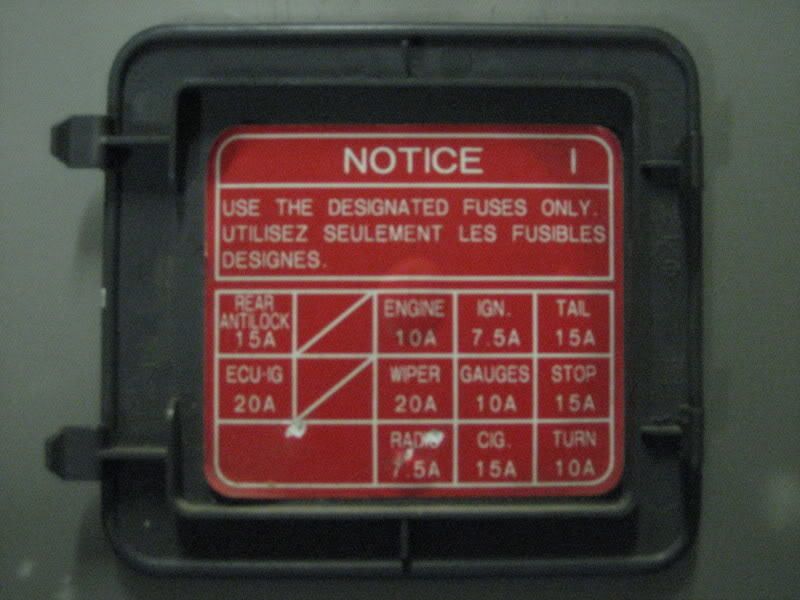 NOTICE I
USE THE DESIGNATED FUSES ONLY.
UTILISEZ SEULEMENT LES FUSIBLES
DESIGNES.
REAR ANTILOCK 15A
ENGINE 10A
IGN. 7.5A
TAIL 15A
ECU-IG 20A
WIPER 20A
GAUGES 10A
STOP 15A
RADIO 7.5A
CIG. 15A
TURN 10A